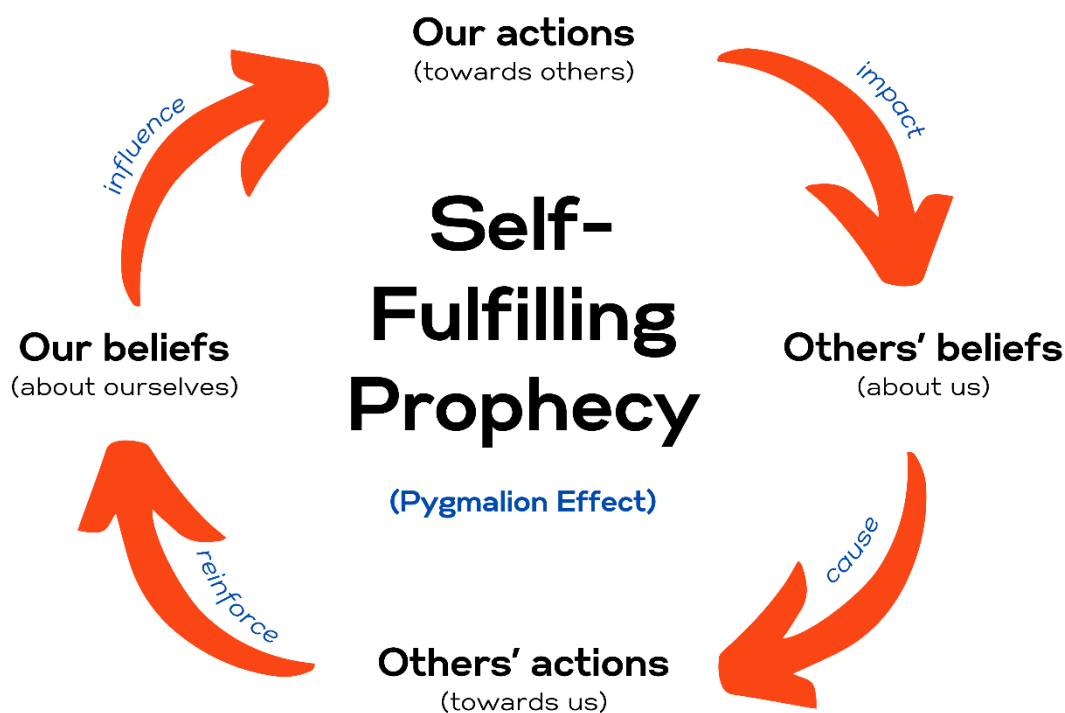 Our actions
(towards others)
impact
Others’ beliefs
(about us)
cause
Others’ actions
(towards us)
reinforce
Our beliefs
(about ourselves)
influence
Self-
Fulfilling
Prophecy
(Pygmalion Effect)